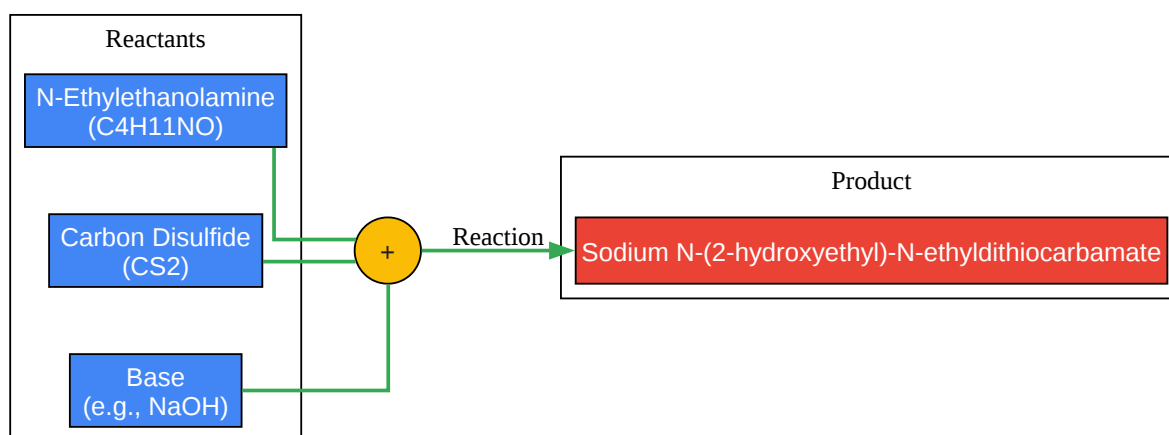 Reactants
N-Ethylethanolamine
(C4H11NO)
Carbon Disulfide
(CS2)
Base
(e.g., NaOH)
+
Reaction
Product
Sodium N-(2-hydroxyethyl)-N-ethyldithiocarbamate